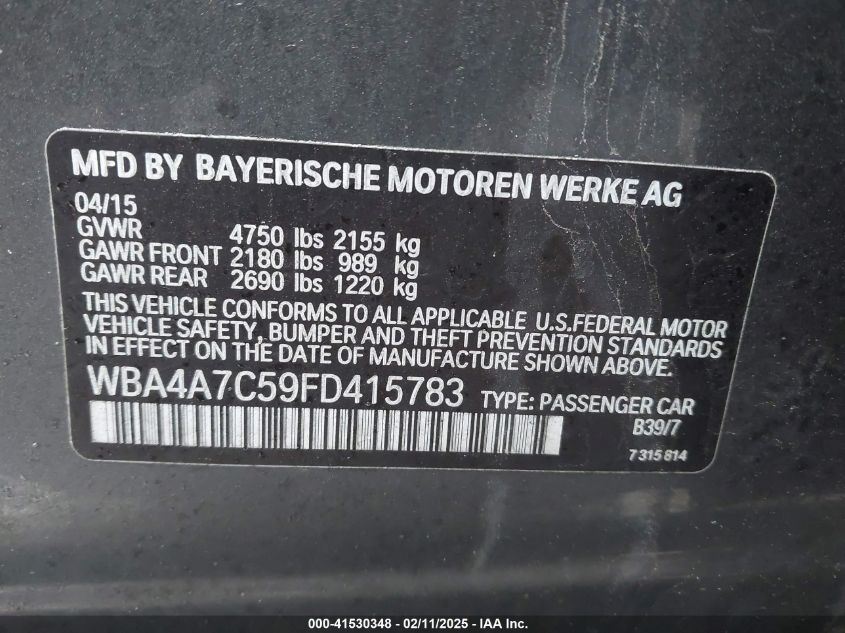 MFD BY BAYERISCHE MOTOREN WERKE AG
04/15
GVWR 4750 lbs 2155 kg
GAWR FRONT 2180 lbs 989 kg
GAWR REAR 2690 lbs 1220 kg
THIS VEHICLE CONFORMS TO ALL APPLICABLE U.S.FEDERAL MOTOR
VEHICLE SAFETY, BUMPER AND THEFT PREVENTION STANDARDS
IN EFFECT ON THE DATE OF MANUFACTURE SHOWN ABOVE.
WBA4A7C59FD415783 TYPE: PASSENGER CAR
B39/7
7 315 814
000-41530348 - 02/11/2025 - IAA Inc.